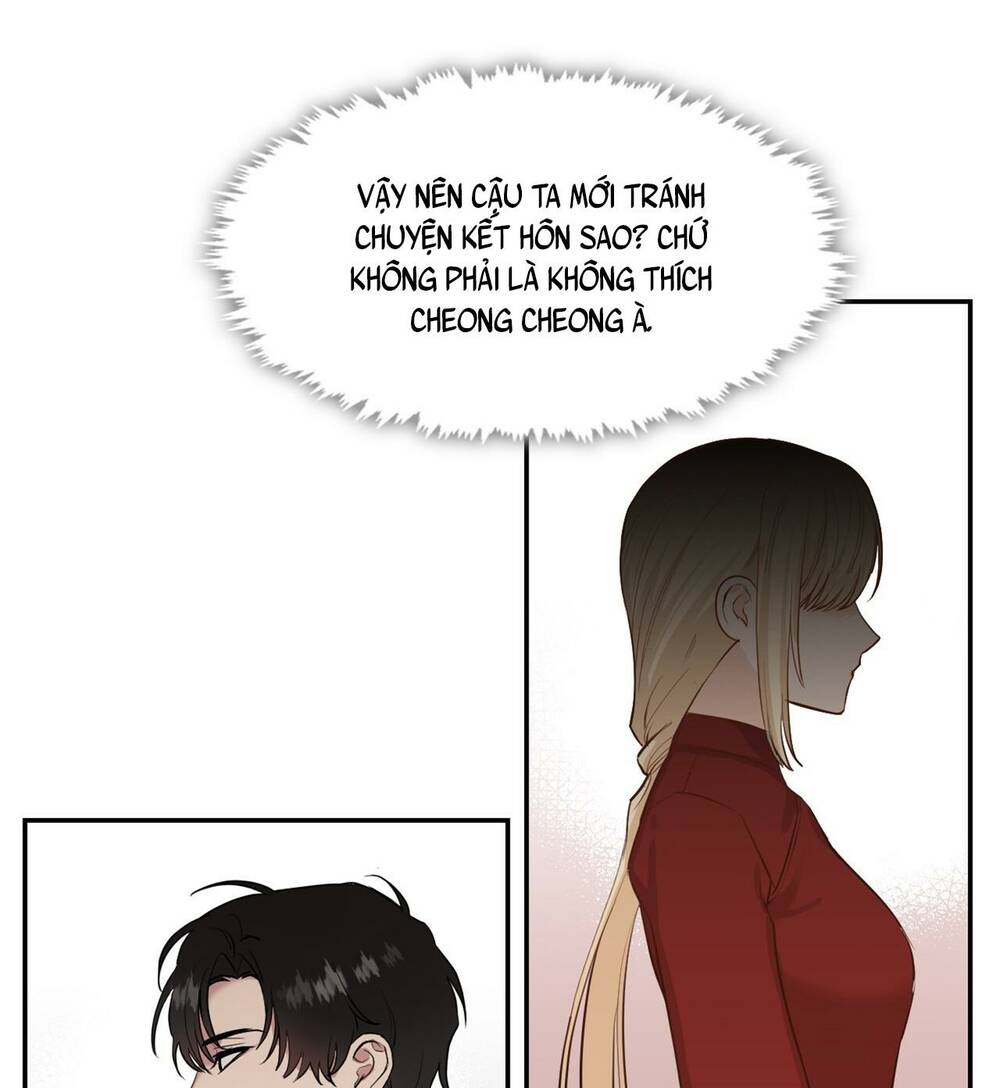 VẬY NÊN CẬU TA MỚI TRÁNH
CHUYỆN KẾT HÔN SAO? CHỨ
KHÔNG PHẢI LÀ KHÔNG THÍCH
CHEONG CHEONG À.